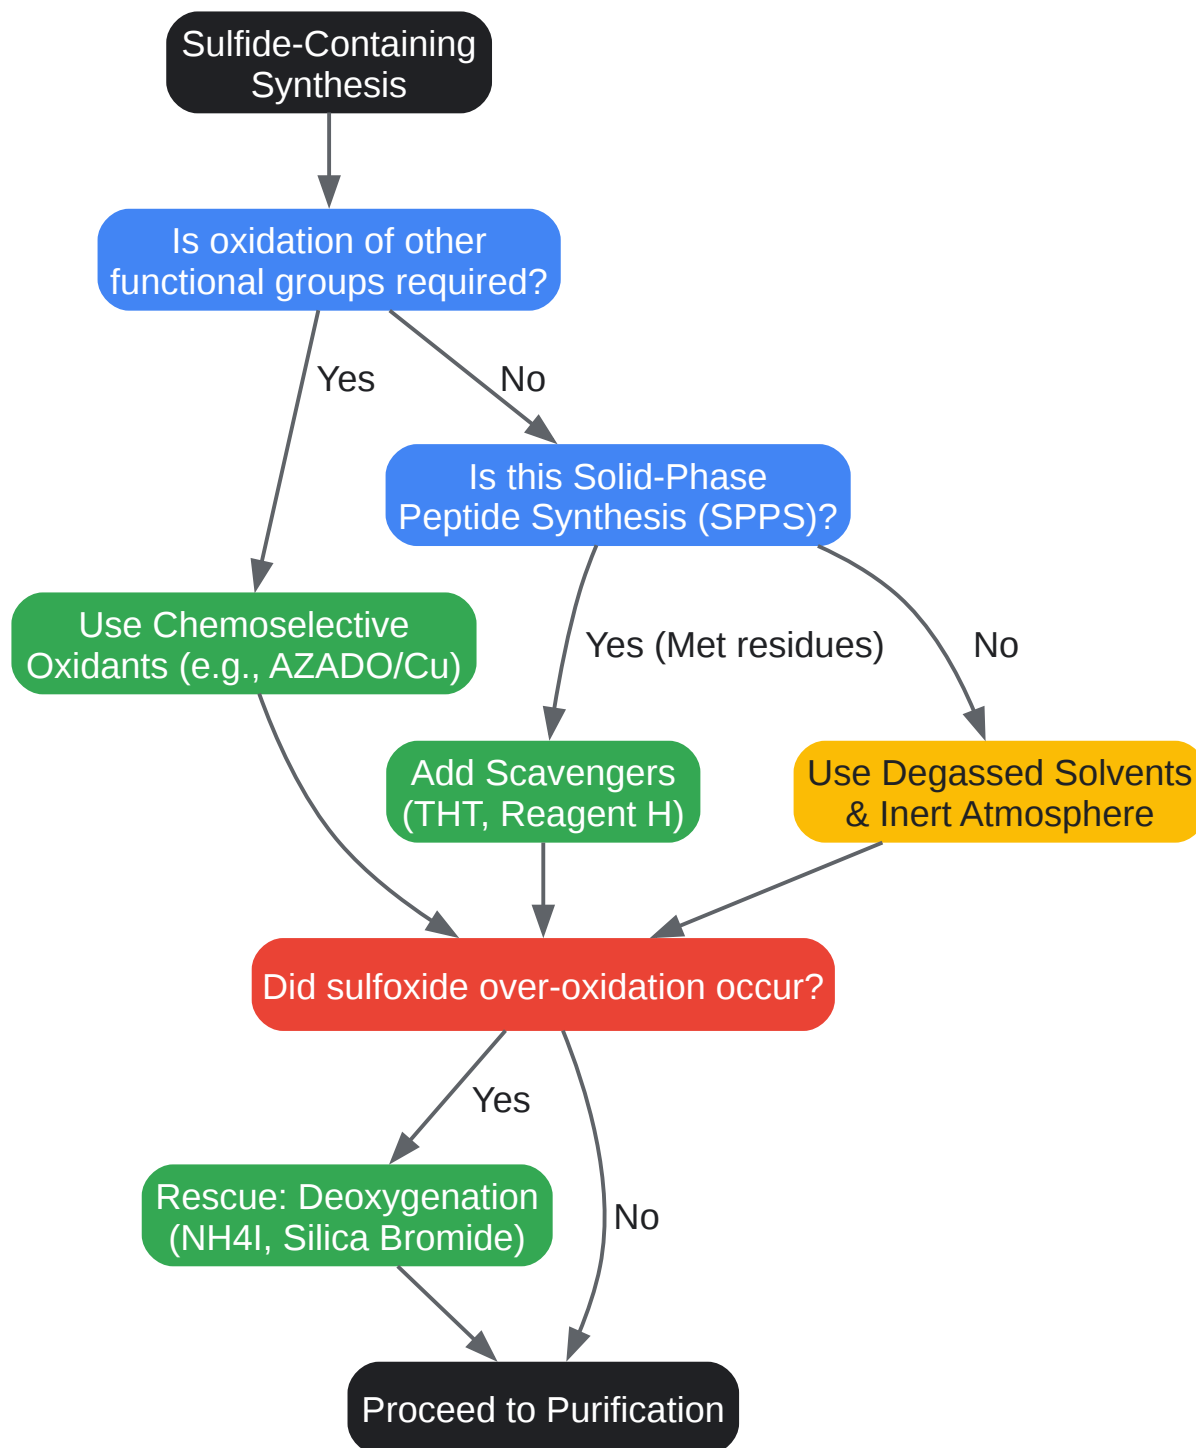 Sulfide-Containing
Synthesis
Is oxidation of other
functional groups required?
Yes
No
Is this Solid-Phase
Peptide Synthesis (SPPS)?
Use Chemoselective
Oxidants (e.g., AZADO/Cu)
Yes (Met residues)
No
Add Scavengers
(THT, Reagent H)
Use Degassed Solvents
& Inert Atmosphere
Did sulfoxide over-oxidation occur?
Yes
Rescue: Deoxygenation
(NH4I, Silica Bromide)
No
Proceed to Purification